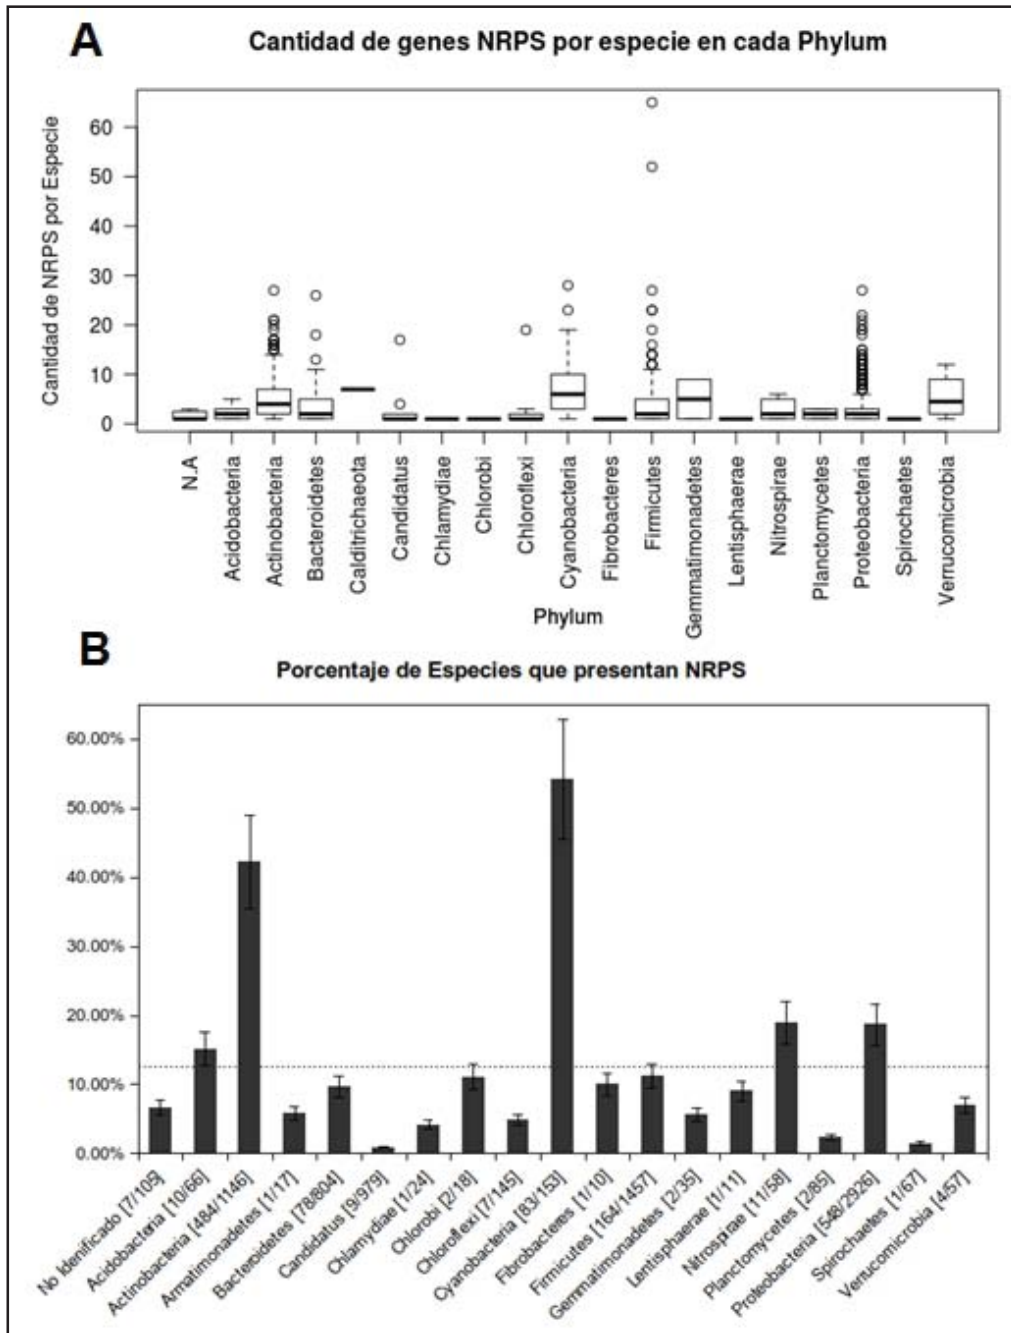 A
Cantidad de genes NRPS por especie en cada Phylum
Cantidad de NRPS por Especie
60
50
40
30
20
10
0
N.A
Acidobacteria
Actinobacteria
Bacteroidetes
Calditrichaeota
Candidatus
Chlamydiae
Chlorobi
Chloroflexi
Cyanobacteria
Fibrobacteres
Firmicutes
Gemmatimonadetes
Lentisphaerae
Nitrospirae
Planctomycetes
Proteobacteria
Spirochaetes
Verrucomicrobia
Phylum
B
Porcentaje de Especies que presentan NRPS
60.00%
50.00%
40.00%
30.00%
20.00%
10.00%
0.00%
No Idenificado [7/105]
Acidobacteria [10/66]
Actinobacteria [484/1146]
Armatimonadetes [1/17]
Bacteroidetes [78/804]
Candidatus [9/979]
Chlamydiae [1/24]
Chlorobi [2/18]
Chloroflexi [7/145]
Cyanobacteria [83/153]
Fibrobacteres [1/10]
Firmicutes [164/1457]
Gemmatimonadetes [2/35]
Lentisphaerae [1/11]
Nitrospirae [11/58]
Planctomycetes [2/85]
Proteobacteria [548/2926]
Spirochaetes [1/67]
Verrucomicrobia [4/57]